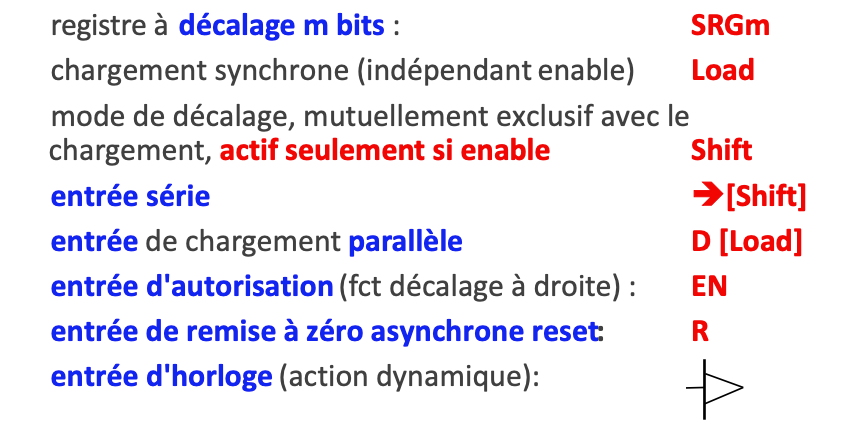 registre à décalage m bits : SRGm
chargement synchrone (indépendant enable) Load
mode de décalage, mutuellement exclusif avec le
chargement, actif seulement si enable Shift
entrée série ➔[Shift]
entrée de chargement parallèle D [Load]
entrée d'autorisation (fct décalage à droite) : EN
entrée de remise à zéro asynchrone reset: R
entrée d'horloge (action dynamique):